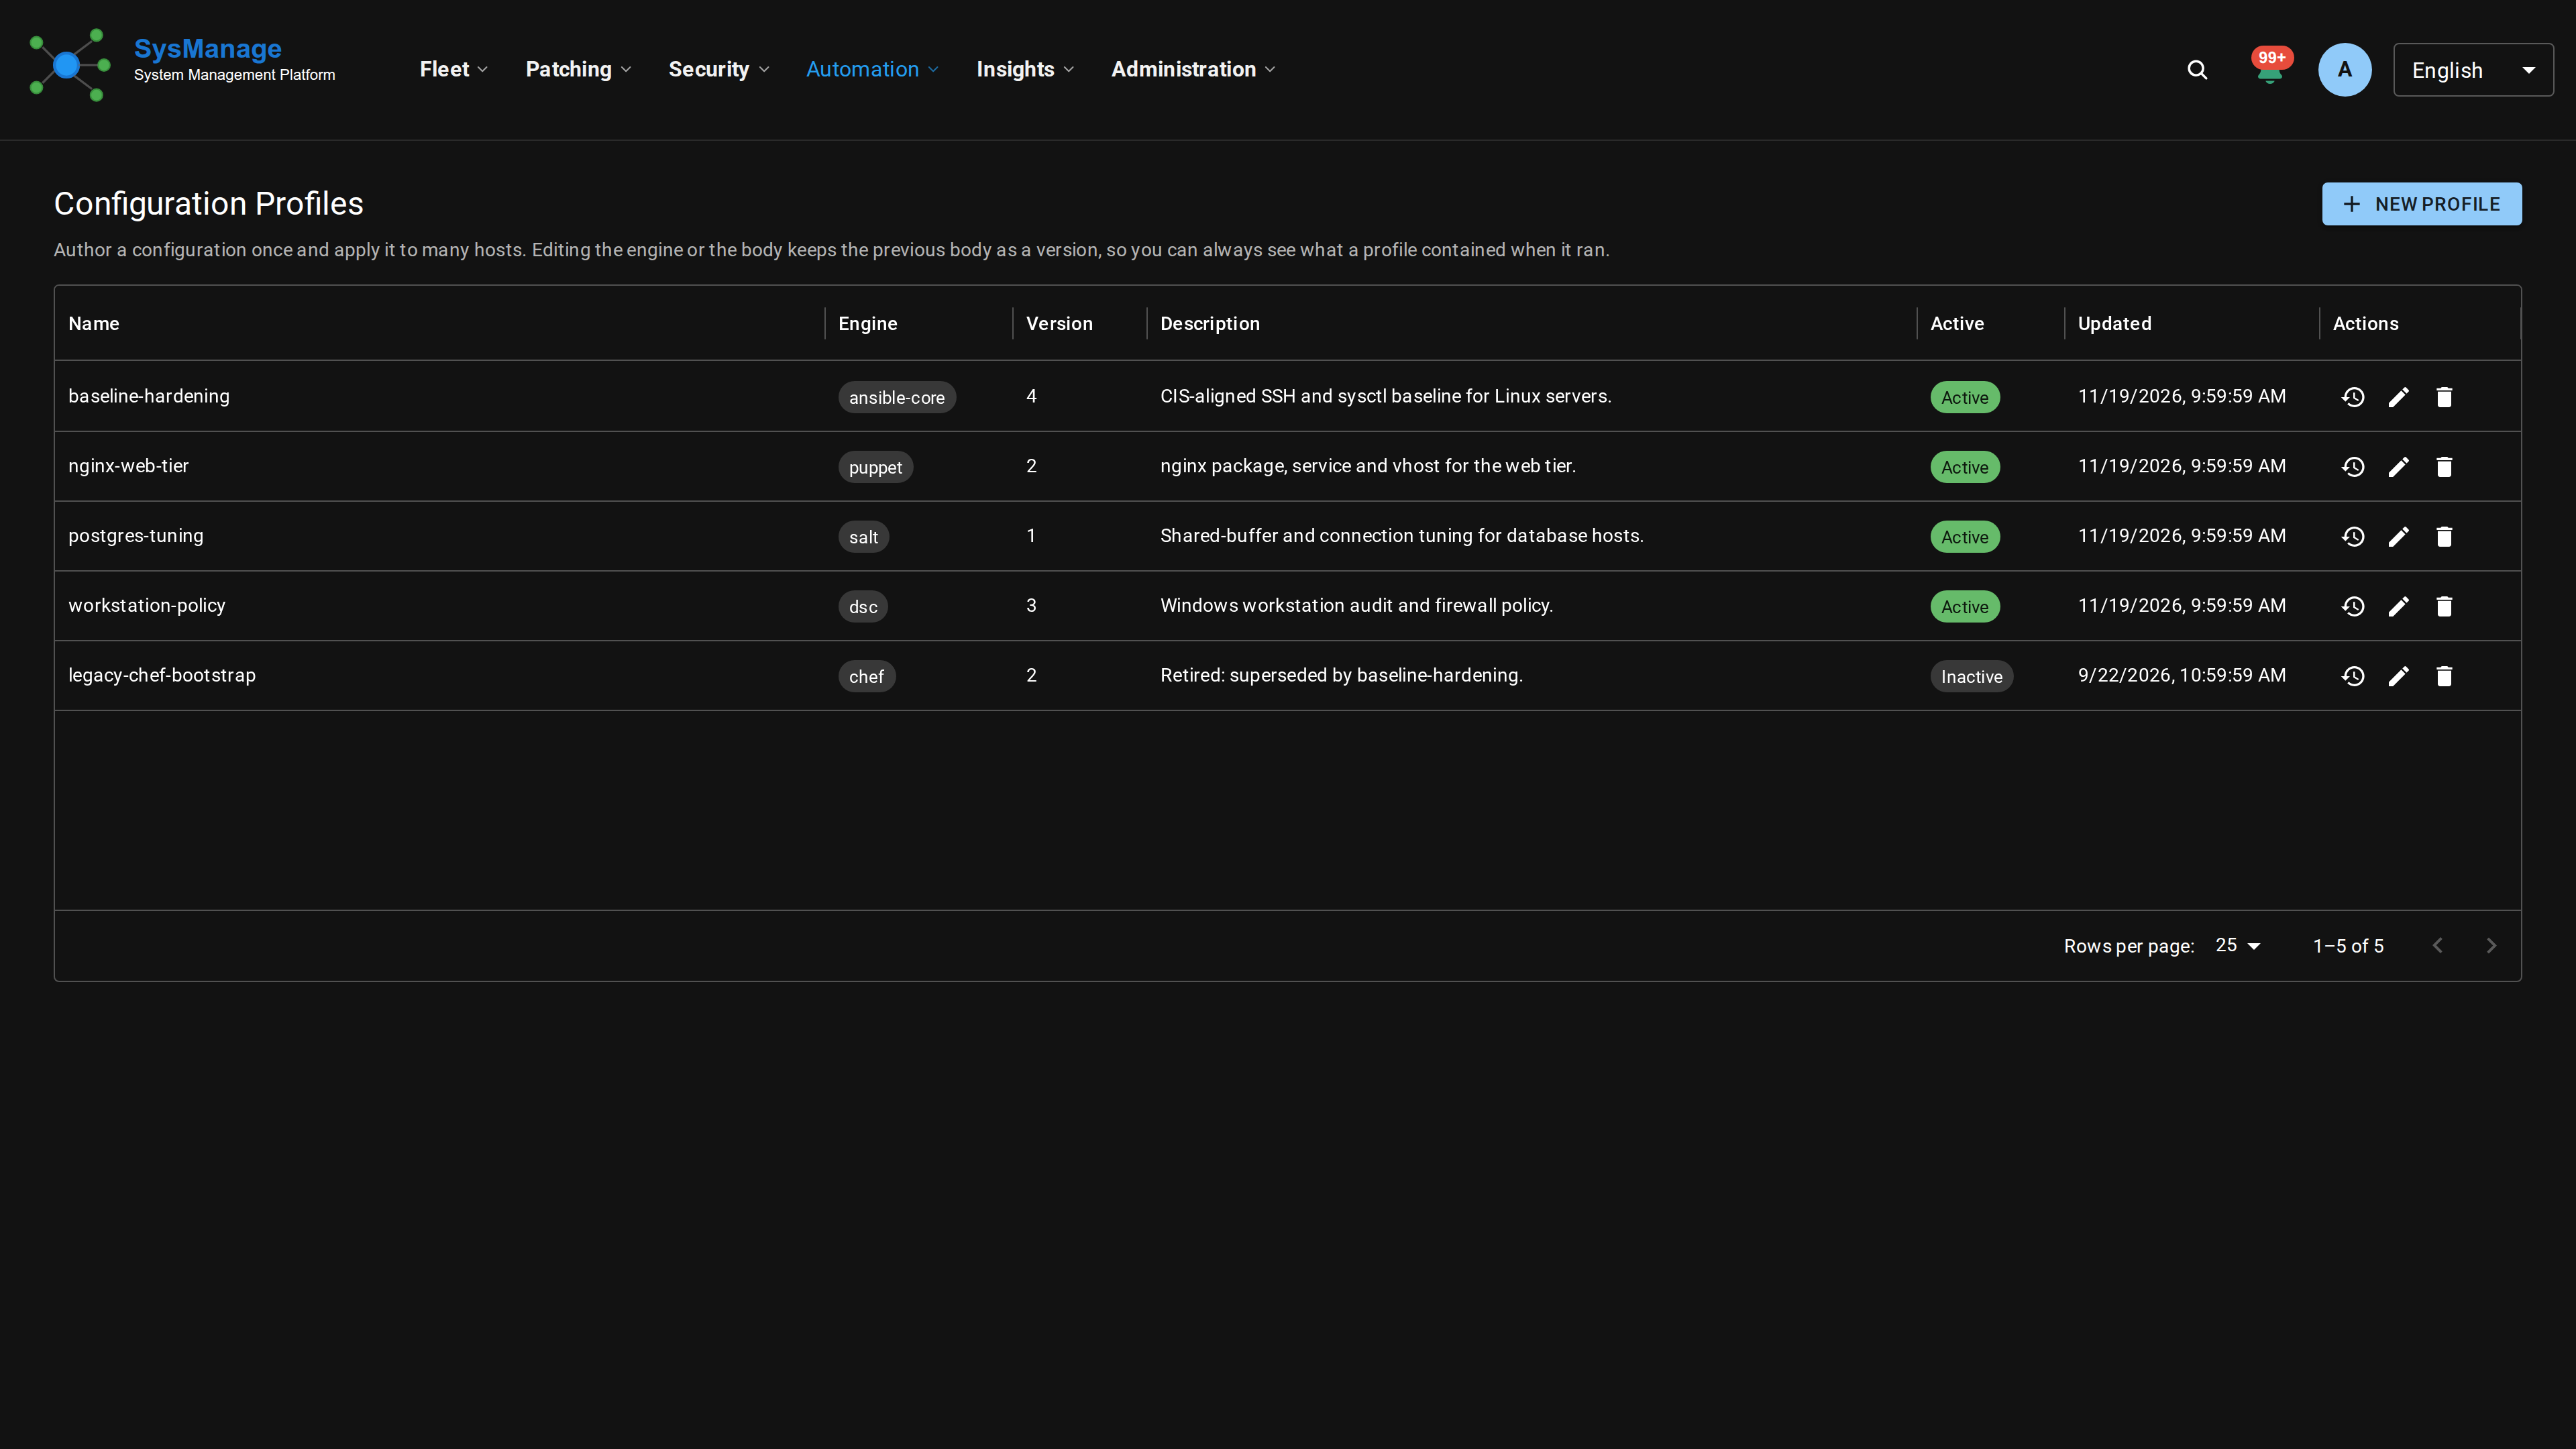 SysManage
System Management Platform
Fleet Patching Security Automation Insights Administration
99+ A English
Configuration Profiles
NEW PROFILE
Author a configuration once and apply it to many hosts. Editing the engine or the body keeps the previous body as a version, so you can always see what a profile contained when it ran.
Name Engine Version Description Active Updated Actions
baseline-hardening ansible-core 4 CIS-aligned SSH and sysctl baseline for Linux servers. Active 11/19/2026, 9:59:59 AM
nginx-web-tier puppet 2 nginx package, service and vhost for the web tier. Active 11/19/2026, 9:59:59 AM
postgres-tuning salt 1 Shared-buffer and connection tuning for database hosts. Active 11/19/2026, 9:59:59 AM
workstation-policy dsc 3 Windows workstation audit and firewall policy. Active 11/19/2026, 9:59:59 AM
legacy-chef-bootstrap chef 2 Retired: superseded by baseline-hardening. Inactive 9/22/2026, 10:59:59 AM
Rows per page: 25 1–5 of 5